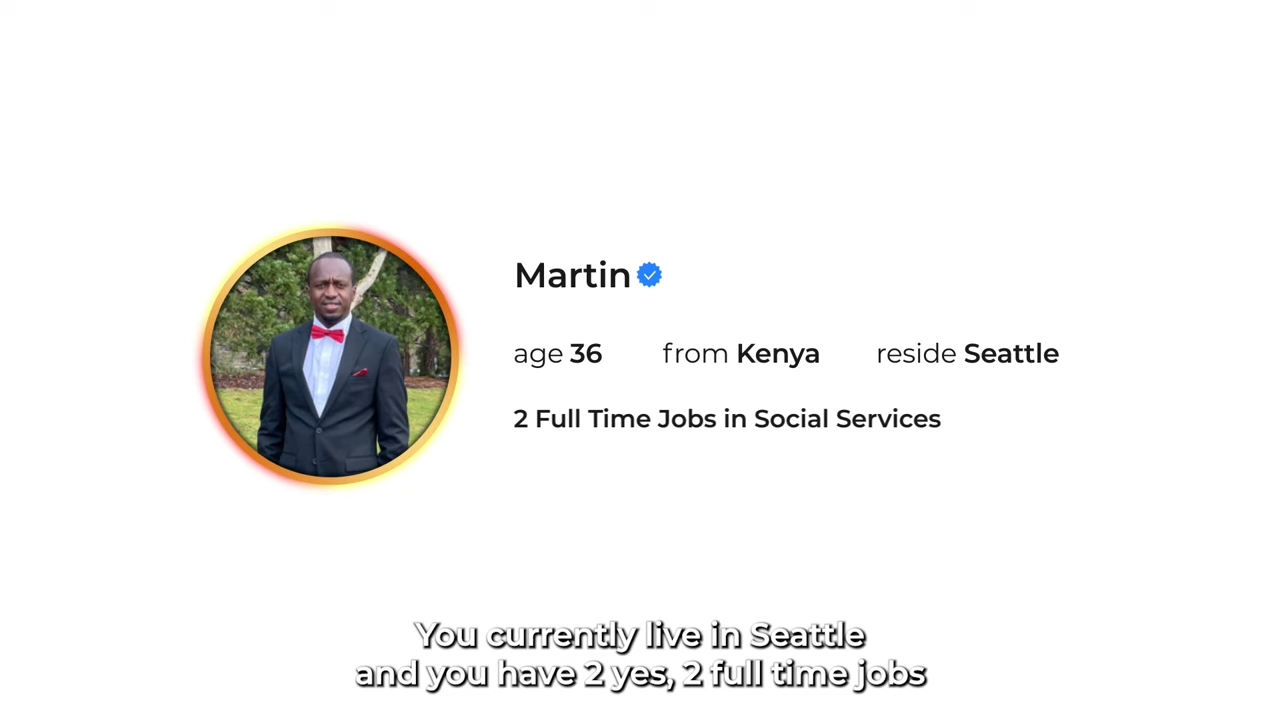 Martin
age 36 from Kenya reside Seattle
2 Full Time Jobs in Social Services
You currently live in Seattle
and you have 2 yes, 2 full time jobs